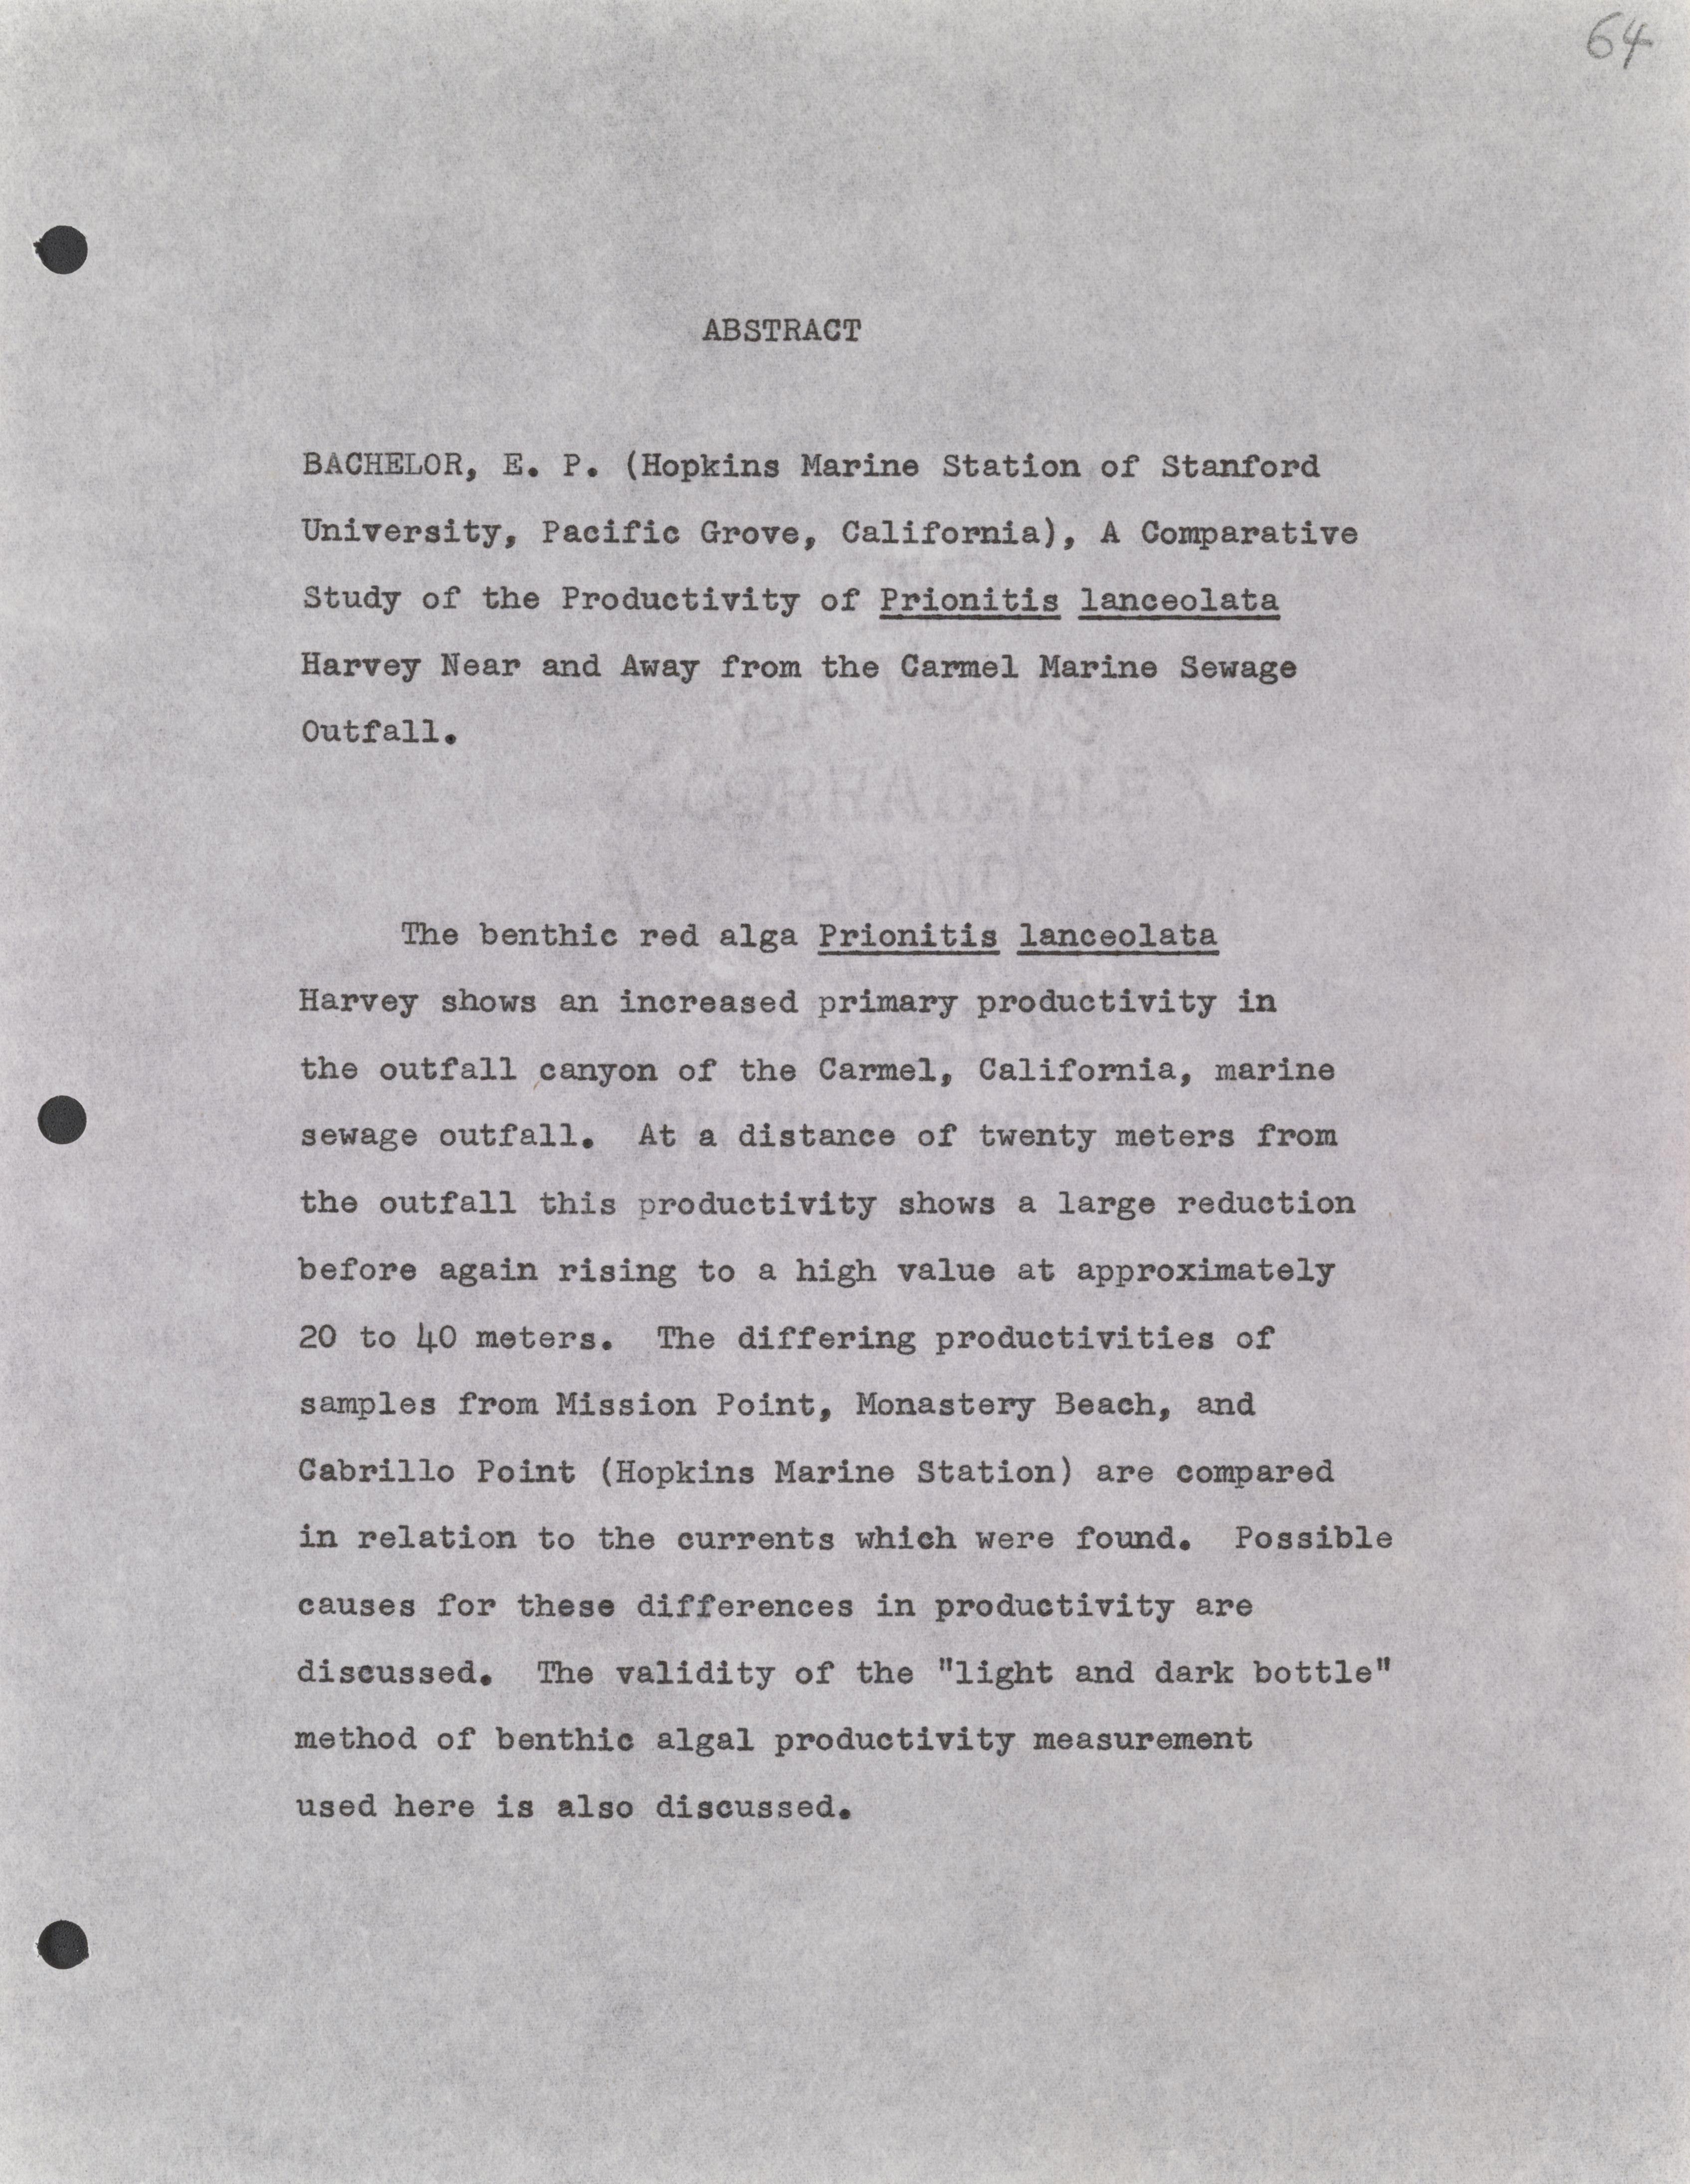 64
ABSTRACT
BACHELOR, E. P. (Hopkins Marine Station of Stanford
University, Pacific Grove, California), A Comparative
Study of the Productivity of Prionitis lanceolata
Harvey Near and Away from the Carmel Marine Sewage
Outfall.
The benthic red alga Prionitis lanceolata
Harvey shows an increased primary productivity in
the outfall canyon of the Carmel, California, marine
sewage outfall. At a distance of twenty meters from
the outfall this productivity shows a large reduction
before again rising to a high value at approximately
20 to 40 meters. The differing productivities of
samples from Mission Point, Monastery Beach, and
Cabrillo Point (Hopkins Marine Station) are compared
in relation to the currents which were found. Possible
causes for these differences in productivity are
discussed. The validity of the "light and dark bottle"
method of benthic algal productivity measurement
used here is also discussed.